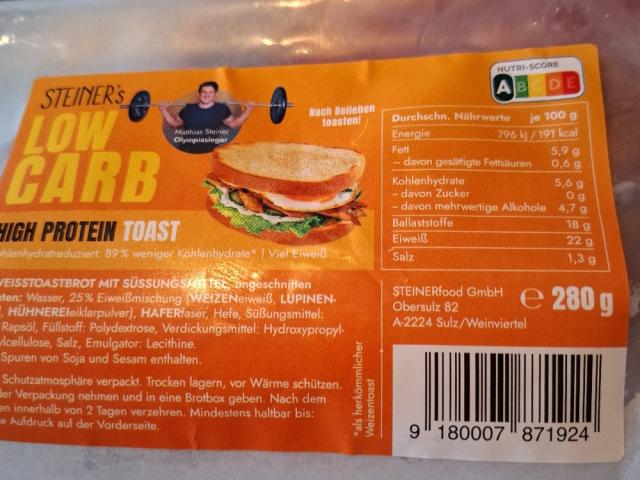 STEINER's
LOW
CARB
HIGH PROTEIN TOAST
kohlenhydratreduziert: 89% weniger Kohlenhydrate* | Viel Eiweiß
Matthias Steiner
Olympiasieger
Nach Belieben
toasten!
NUTRI-SCORE
A B C D E
Durchschn. Nährwerte je 100 g
Energie 796 kJ / 191 kcal
Fett 5,9 g
– davon gesättigte Fettsäuren 0,6 g
Kohlenhydrate 5,6 g
– davon Zucker 0 g
– davon mehrwertige Alkohole 4,7 g
Ballaststoffe 18 g
Eiweiß 22 g
Salz 1,3 g
EIWEISSTOASTBROT MIT SÜSSUNGSMITTEL, ungeschnitten
Zutaten: Wasser, 25% Eiweißmischung (WEIZENeiweiß, LUPINEN-
HÜHNEREIeiklarpulver), HAFERfaser, Hefe, Süßungsmittel:
Rapsöl, Füllstoff: Polydextrose, Verdickungsmittel: Hydroxypropyl-
ylcellulose, Salz, Emulgator: Lecithine.
Spuren von Soja und Sesam enthalten.
Schutzatmosphäre verpackt. Trocken lagern, vor Wärme schützen.
der Verpackung nehmen und in eine Brotbox geben. Nach dem
en innerhalb von 2 Tagen verzehren. Mindestens haltbar bis:
e Aufdruck auf der Vorderseite.
*als herkömmlicher
Weizentoast
STEINERfood GmbH
Obersulz 82
A-2224 Sulz/Weinviertel
℮ 280 g
9 180007 871924